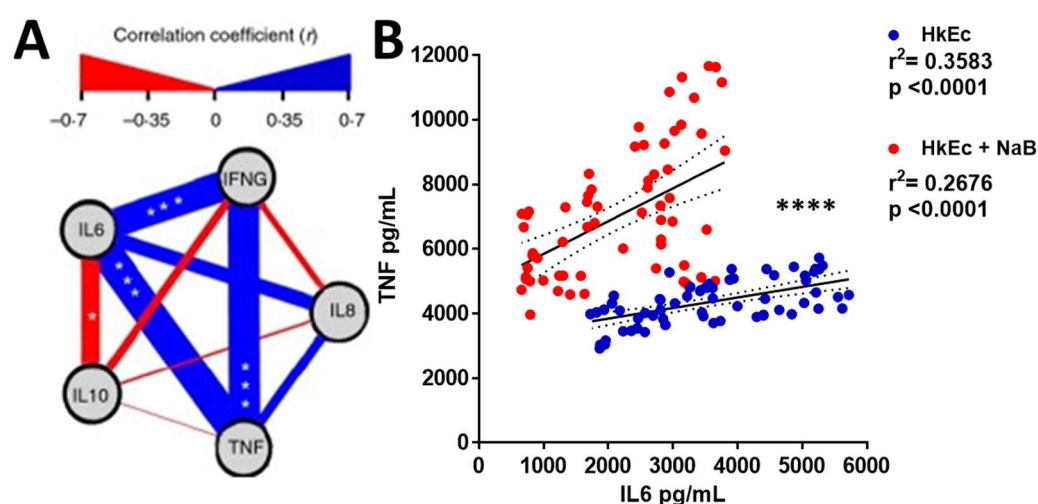 A
Correlation coefficient (r)
-0·7 -0·35 0 0·35 0·7
IFNG
***
IL6
***
*
IL8
IL10
***
TNF
B
TNF pg/mL
12000
10000
8000
6000
4000
2000
0
****
0 1000 2000 3000 4000 5000 6000
IL6 pg/mL
HkEc
r²= 0.3583
p <0.0001
HkEc + NaB
r²= 0.2676
p <0.0001